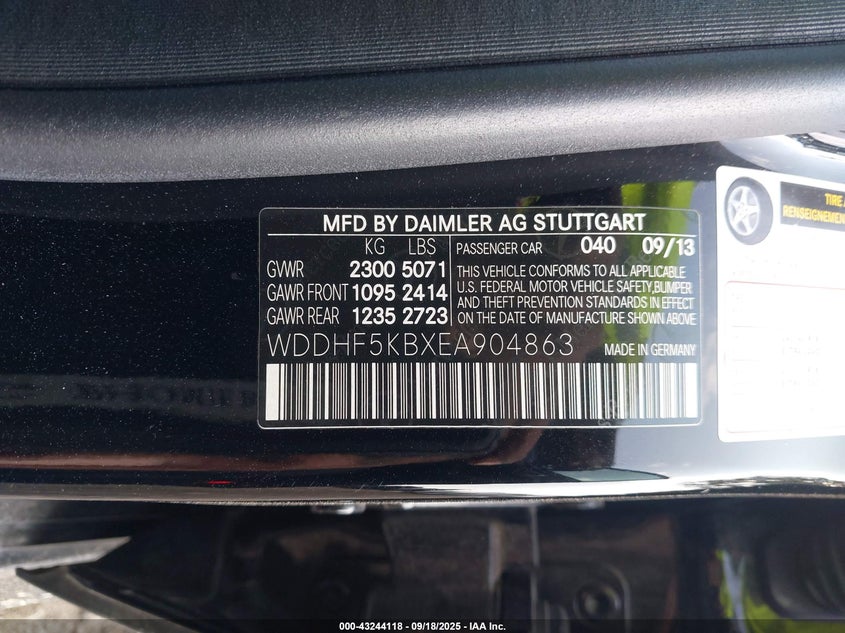 MFD BY DAIMLER AG STUTTGART
KG LBS
GVWR 2300 5071
GAWR FRONT 1095 2414
GAWR REAR 1235 2723
PASSENGER CAR 040 09/13
THIS VEHICLE CONFORMS TO ALL APPLICABLE
U.S. FEDERAL MOTOR VEHICLE SAFETY,BUMPER
AND THEFT PREVENTION STANDARDS IN EFFECT
ON THE DATE OF MANUFACTURE SHOWN ABOVE
WDDHF5KBXEA904863 MADE IN GERMANY
TIRE
RENSEIGNEMENT
000-43244118 - 09/18/2025 - IAA Inc.